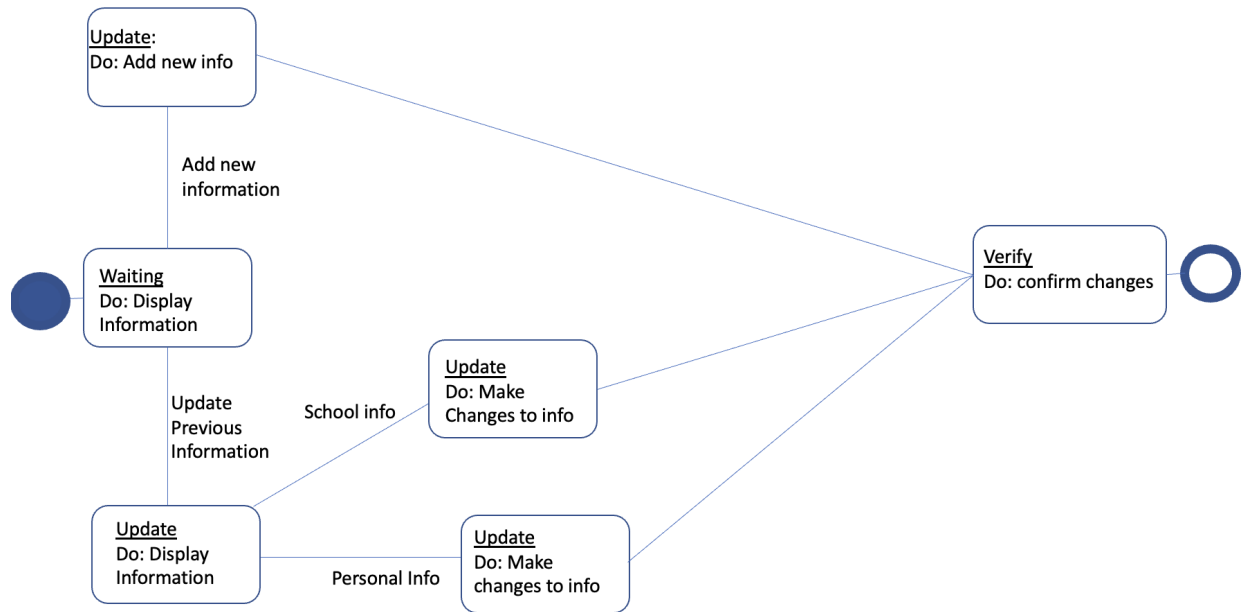 Update:
Do: Add new info
Add new
information
Waiting
Do: Display
Information
Verify
Do: confirm changes
Update
Do: Make
Changes to info
School info
Update
Previous
Information
Update
Do: Display
Information
Personal Info
Update
Do: Make
changes to info